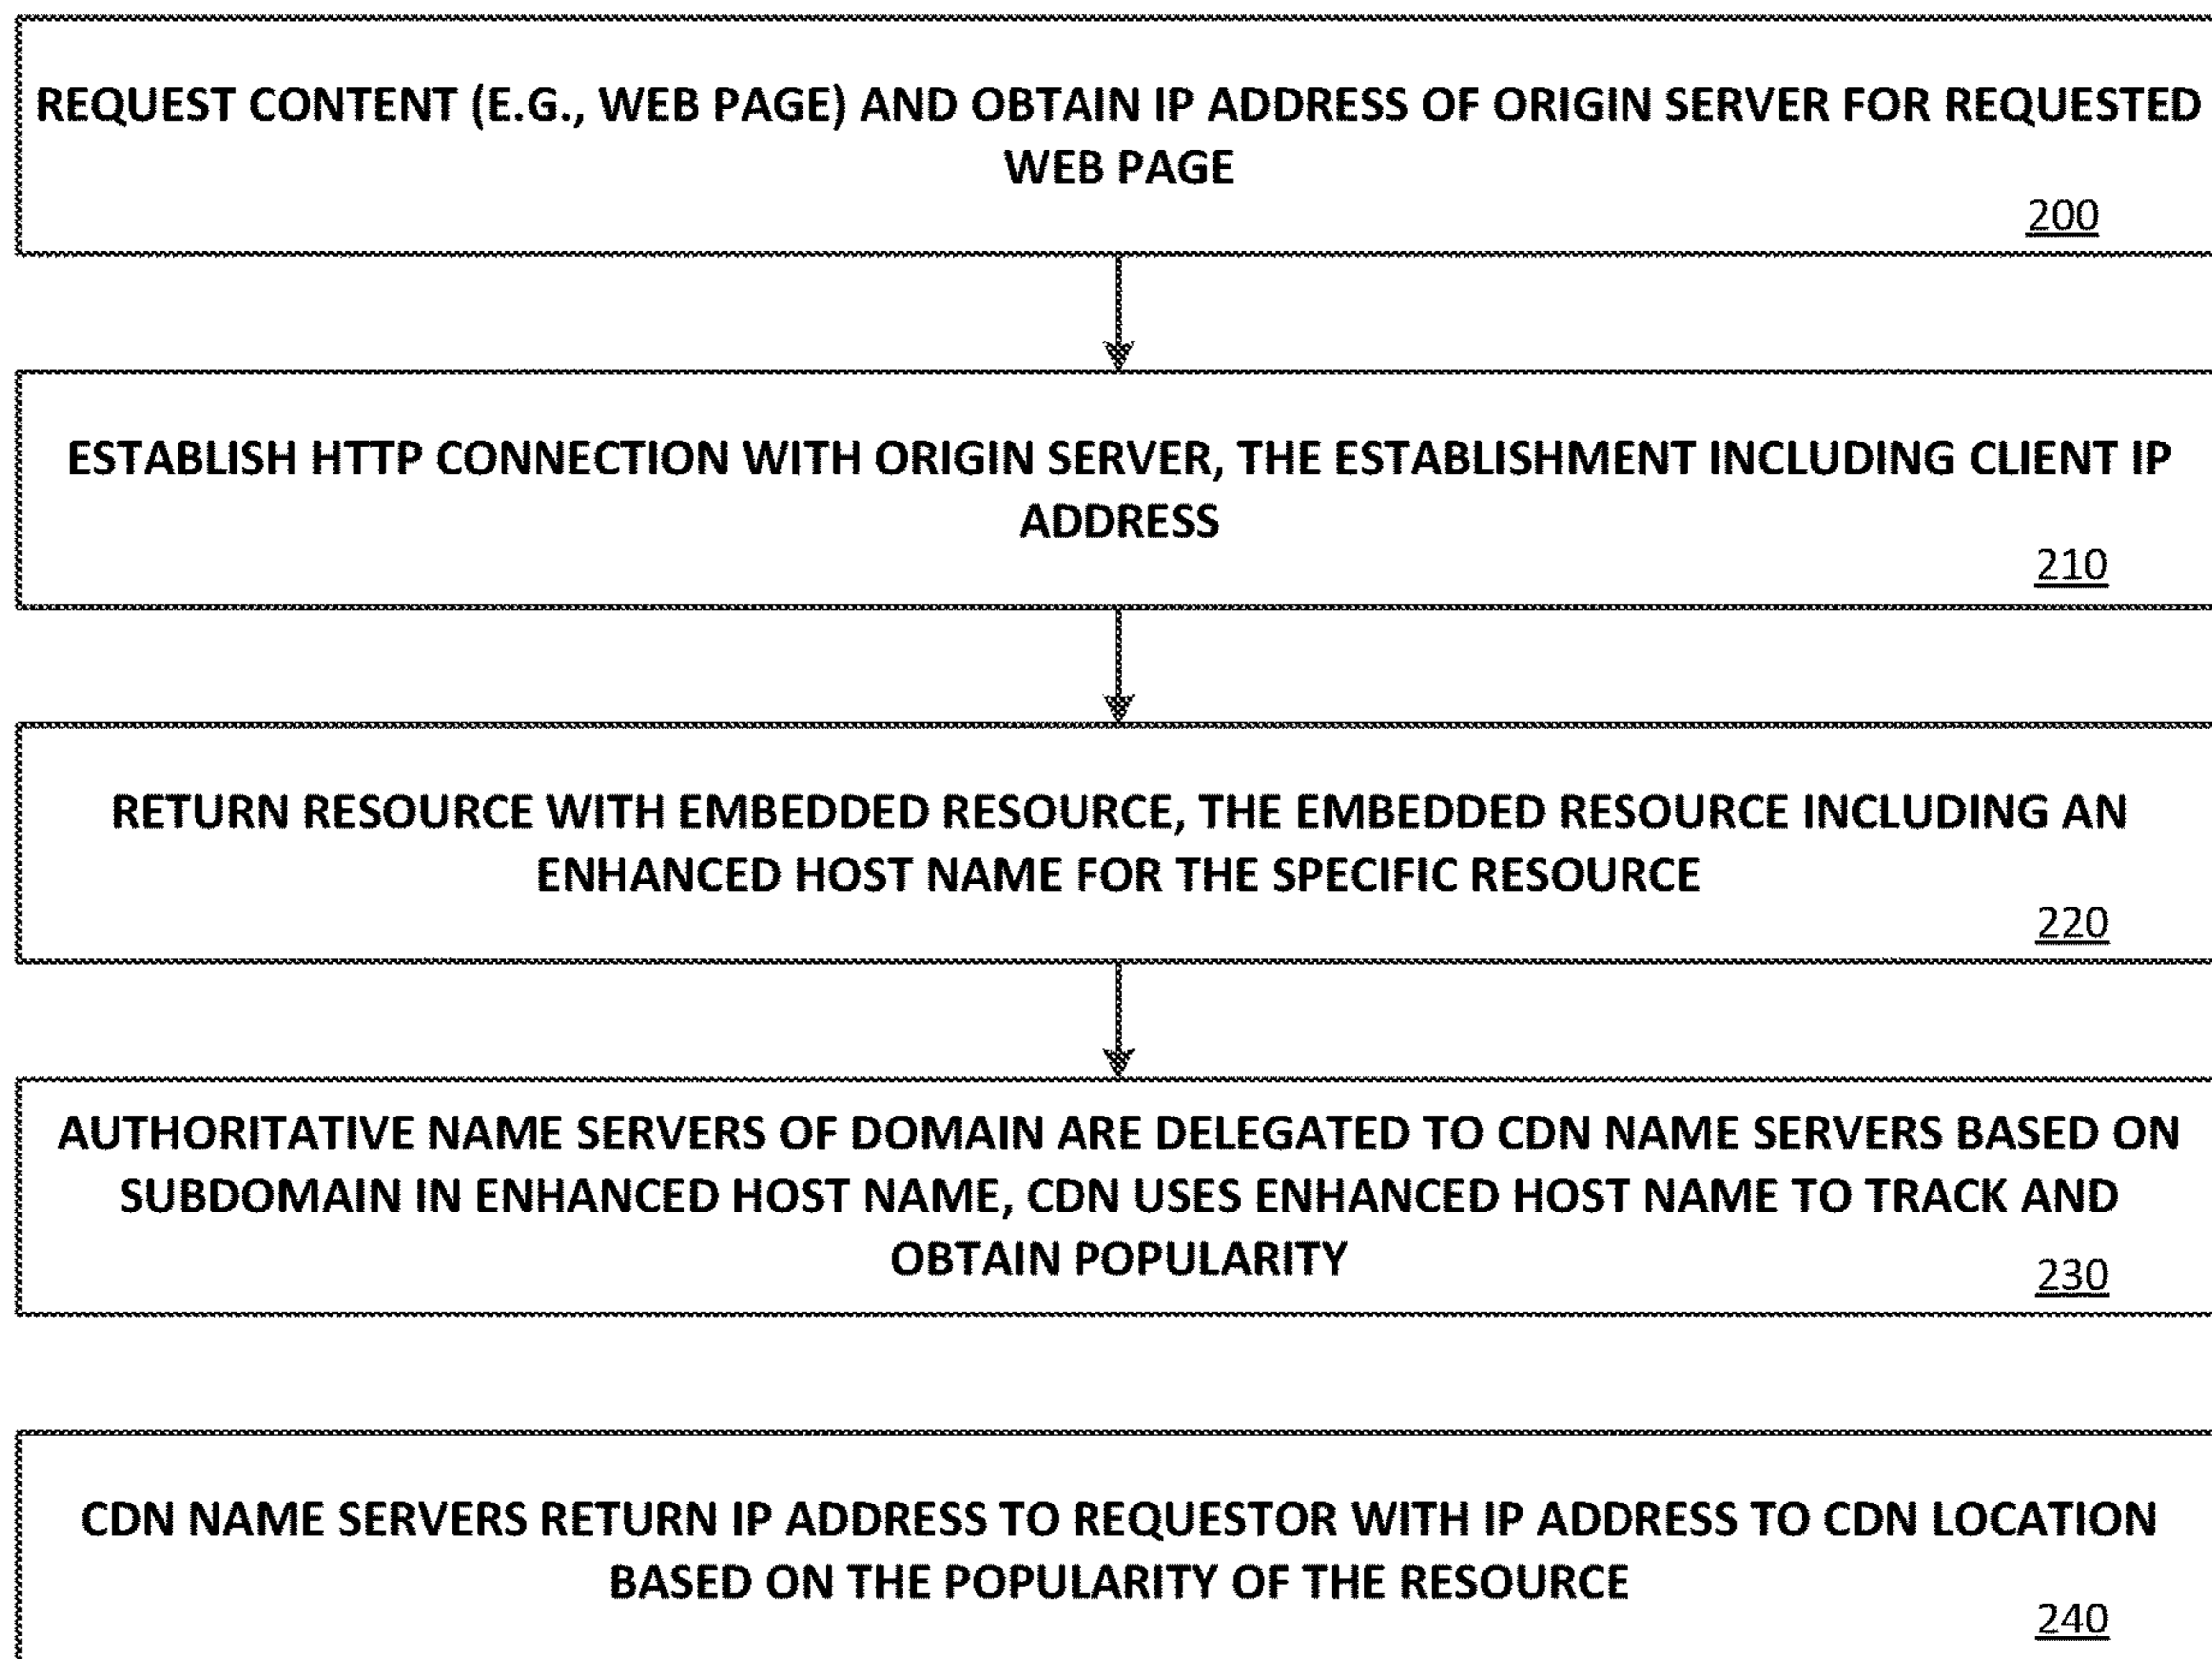 REQUEST CONTENT (E.G., WEB PAGE) AND OBTAIN IP ADDRESS OF ORIGIN SERVER FOR REQUESTED
WEB PAGE
200
ESTABLISH HTTP CONNECTION WITH ORIGIN SERVER, THE ESTABLISHMENT INCLUDING CLIENT IP
ADDRESS
210
RETURN RESOURCE WITH EMBEDDED RESOURCE, THE EMBEDDED RESOURCE INCLUDING AN
ENHANCED HOST NAME FOR THE SPECIFIC RESOURCE
220
AUTHORITATIVE NAME SERVERS OF DOMAIN ARE DELEGATED TO CDN NAME SERVERS BASED ON
SUBDOMAIN IN ENHANCED HOST NAME, CDN USES ENHANCED HOST NAME TO TRACK AND
OBTAIN POPULARITY
230
CDN NAME SERVERS RETURN IP ADDRESS TO REQUESTOR WITH IP ADDRESS TO CDN LOCATION
BASED ON THE POPULARITY OF THE RESOURCE
240